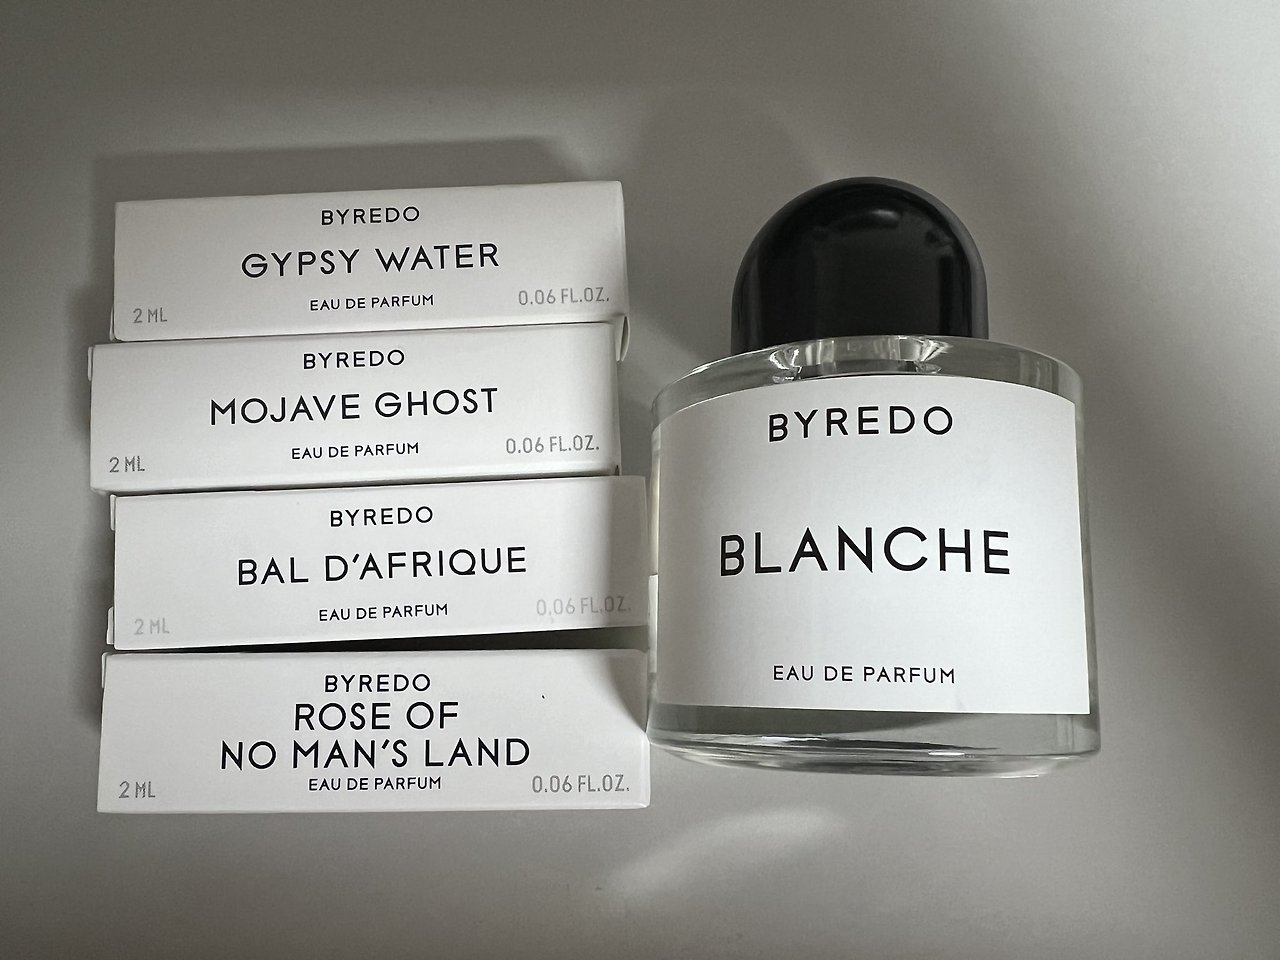 BYREDO
GYPSY WATER
EAU DE PARFUM
2 ML
0.06 FL.OZ.
BYREDO
MOJAVE GHOST
EAU DE PARFUM
2 ML
0.06 FL.OZ.
BYREDO
BAL D'AFRIQUE
EAU DE PARFUM
2 ML
0.06 FL.OZ.
BYREDO
ROSE OF
NO MAN'S LAND
EAU DE PARFUM
2 ML
0.06 FL.OZ.
BYREDO
BLANCHE
EAU DE PARFUM